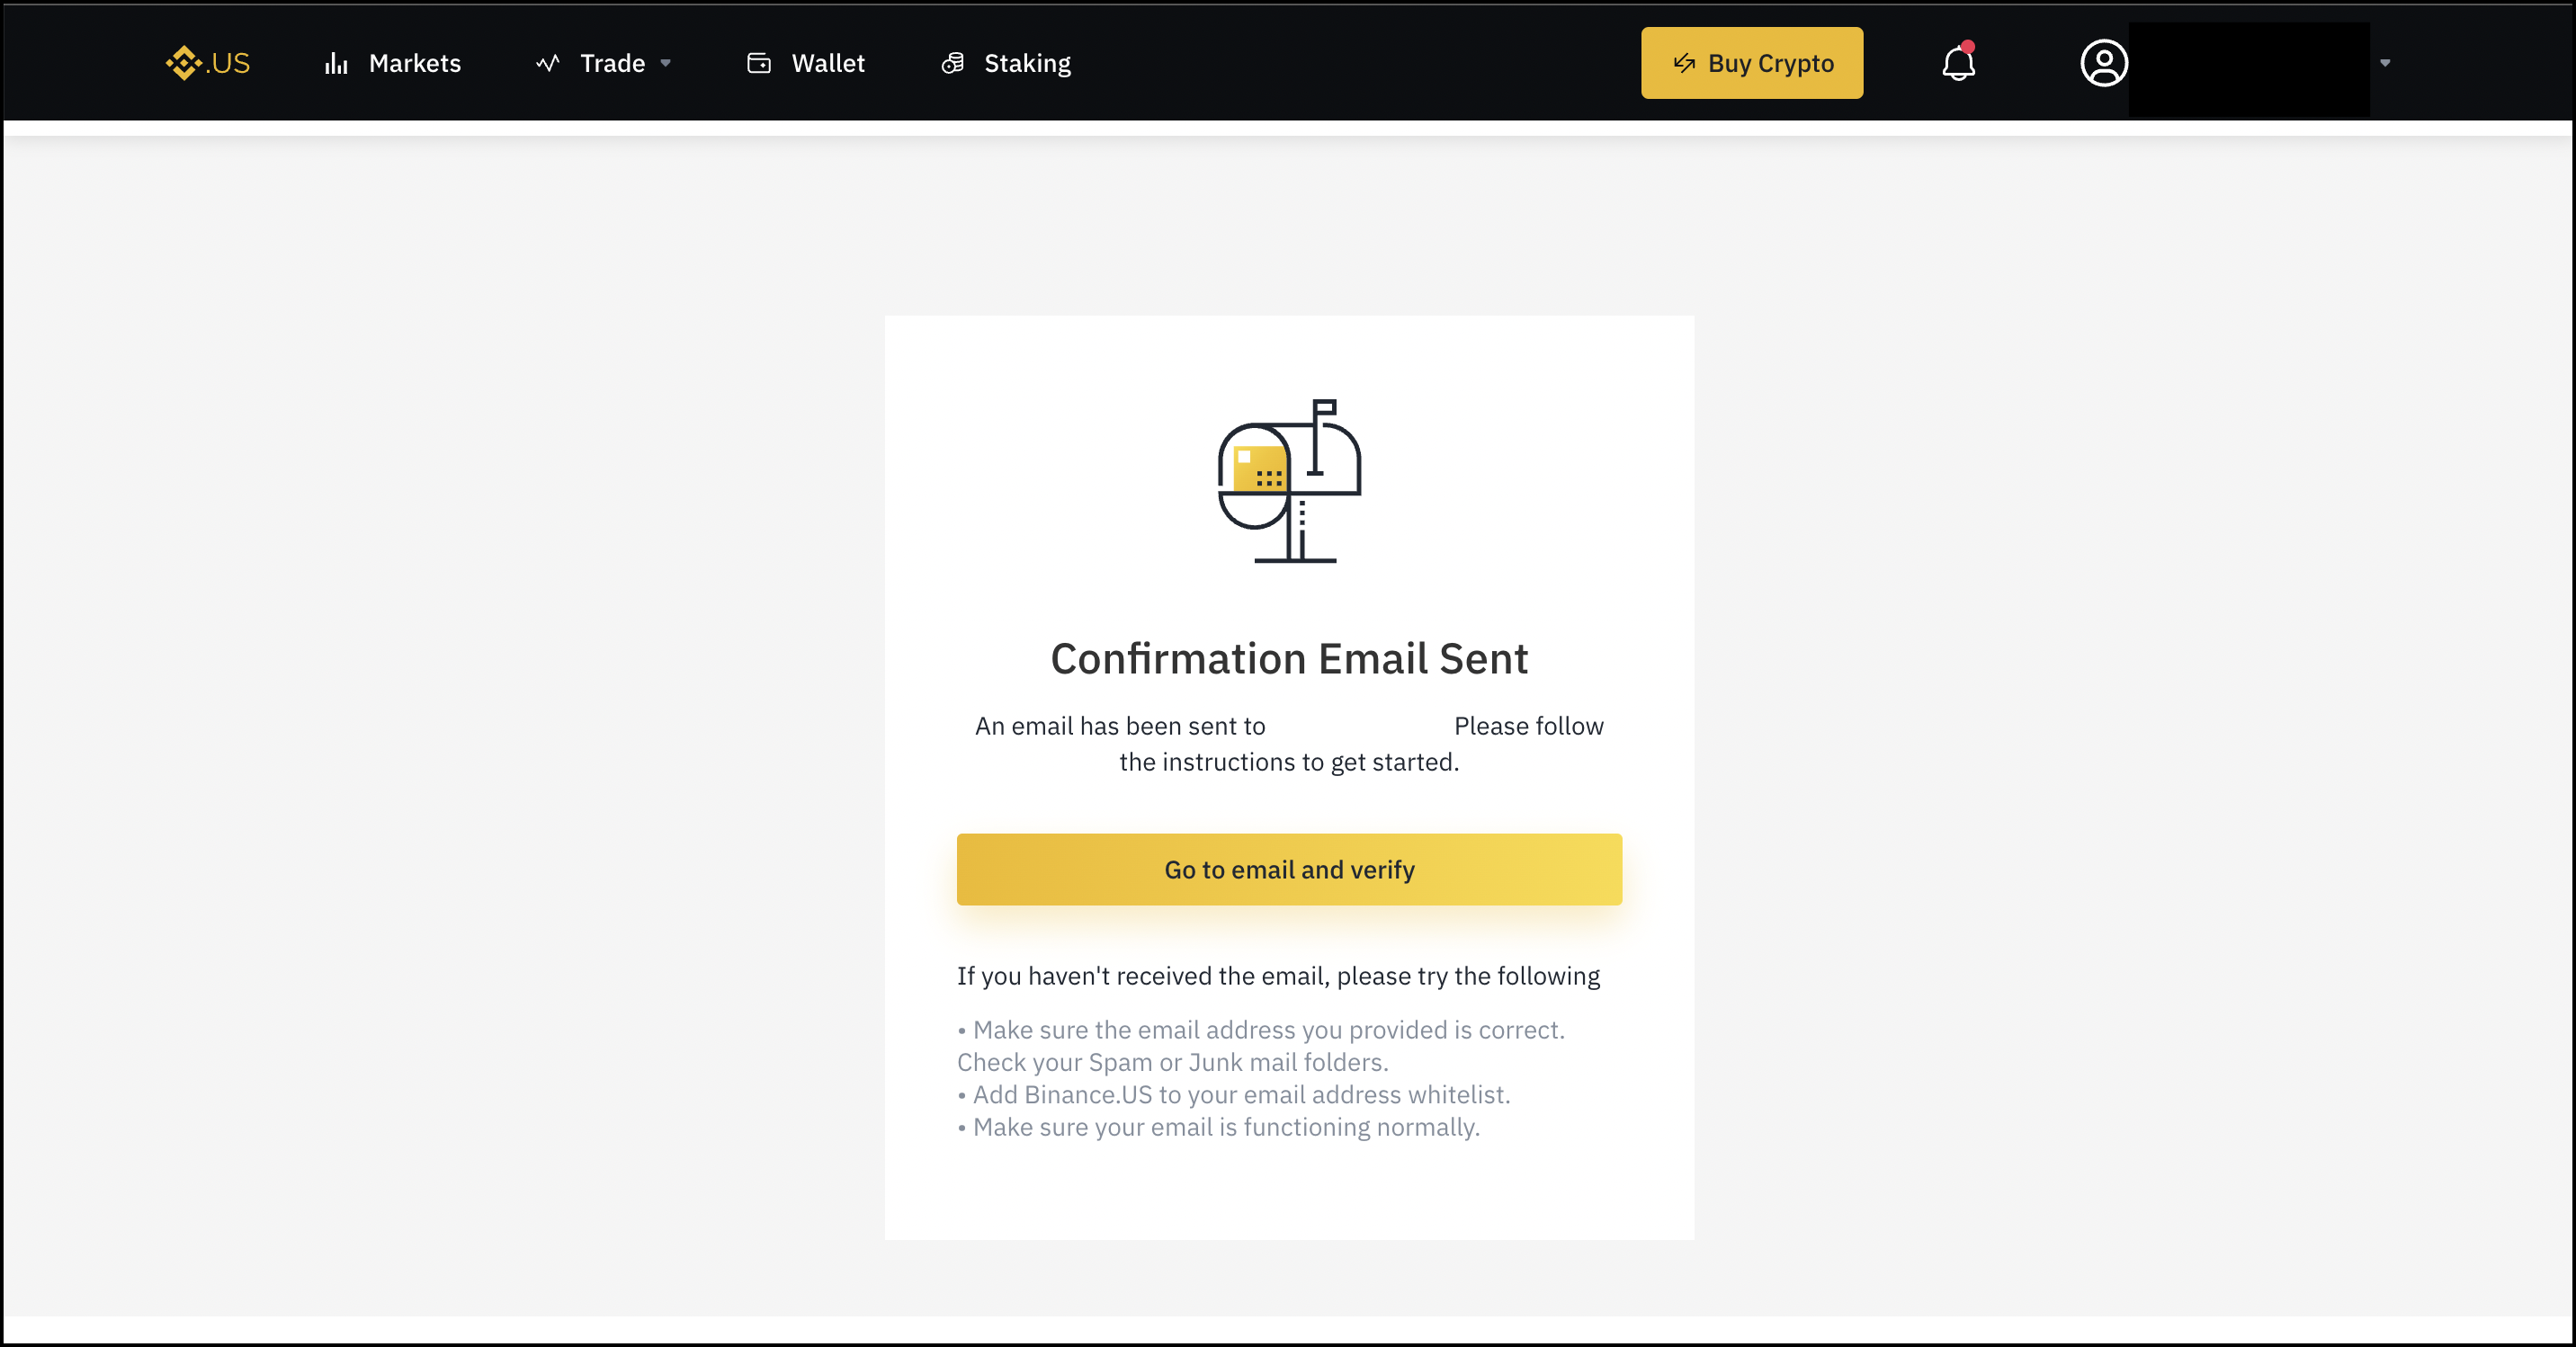 .US Markets Trade Wallet Staking Buy Crypto
Confirmation Email Sent
An email has been sent to Please follow
the instructions to get started.
Go to email and verify
If you haven't received the email, please try the following
• Make sure the email address you provided is correct.
Check your Spam or Junk mail folders.
• Add Binance.US to your email address whitelist.
• Make sure your email is functioning normally.